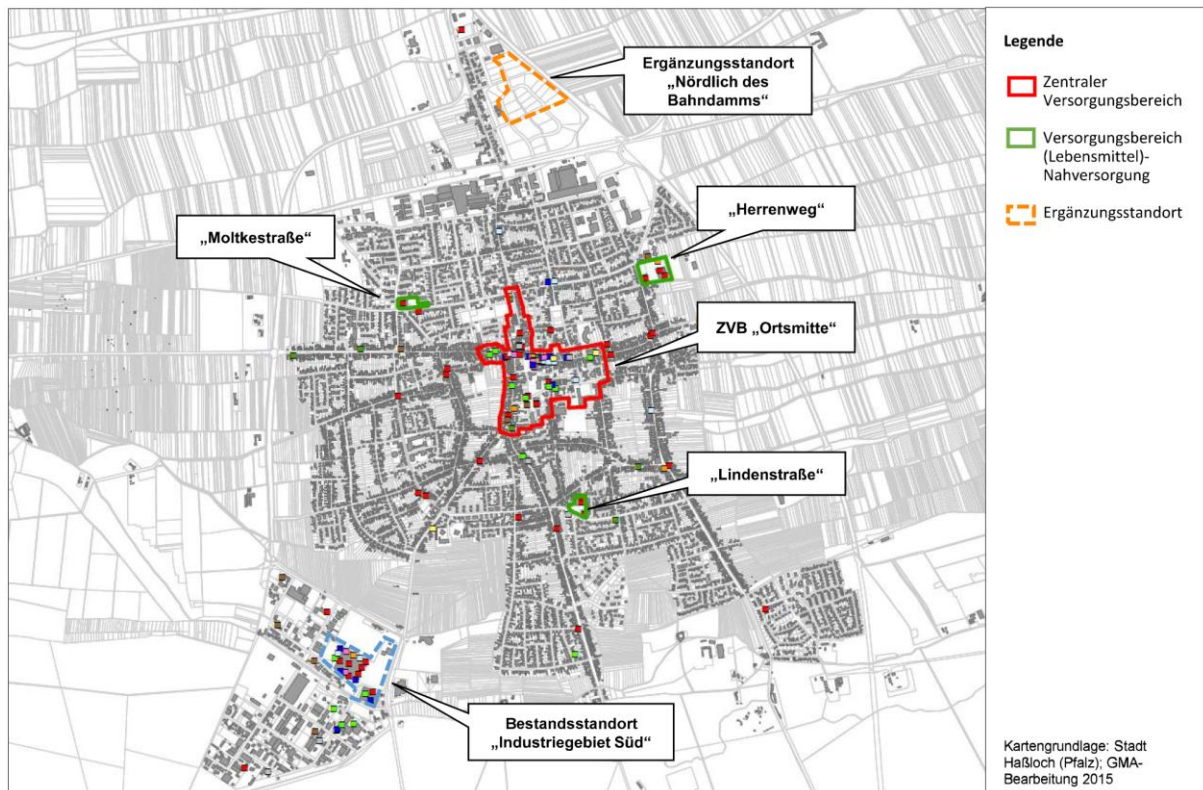 Ergänzungsstandort
„Nördlich des
Bahndamms“
„Herrenweg“
„Moltkestraße“
ZVB „Ortsmitte“
„Lindenstraße“
Bestandsstandort
„Industriegebiet Süd“
Legende
Zentraler
Versorgungsbereich
Versorgungsbereich
(Lebensmittel)-
Nahversorgung
Ergänzungsstandort
Kartengrundlage: Stadt
Haßloch (Pfalz); GMA-
Bearbeitung 2015